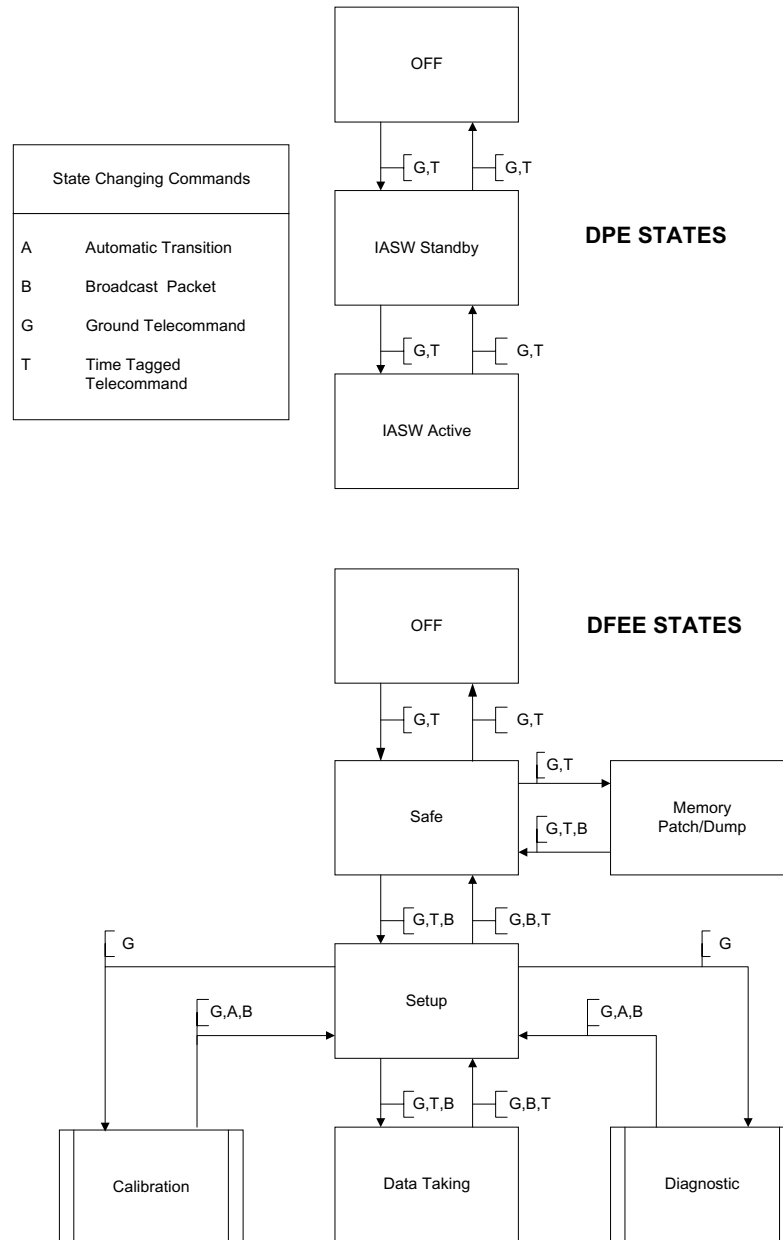 OFF
G,T
G,T
State Changing Commands
A Automatic Transition
B Broadcast Packet
G Ground Telecommand
T Time Tagged
Telecommand
IASW Standby
DPE STATES
G,T
G,T
IASW Active
OFF
DFEE STATES
G,T
G,T
G,T
Safe
Memory
Patch/Dump
G,T,B
G,T,B
G,B,T
G
G
Setup
G,A,B
G,A,B
G,T,B
G,B,T
Calibration
Data Taking
Diagnostic